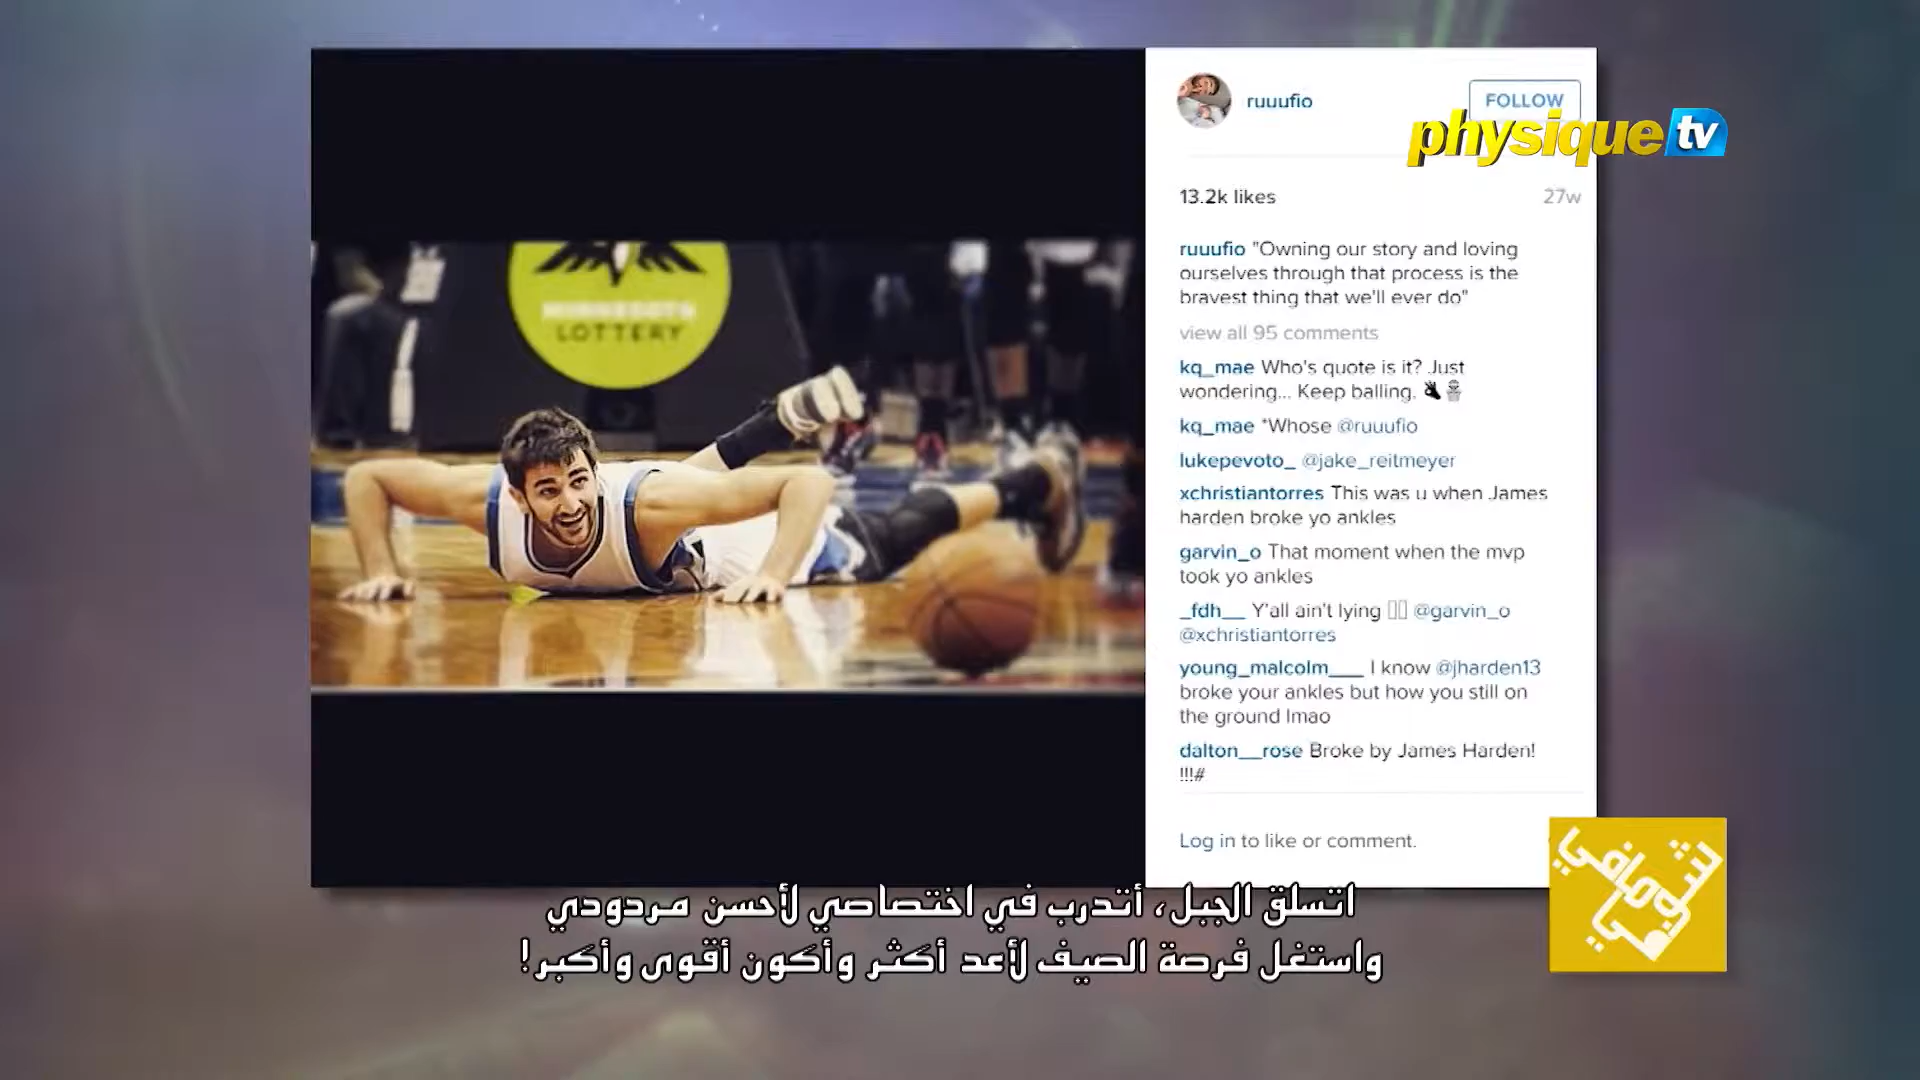 ruuufio
FOLLOW
physique tv
13.2k likes
27w
ruuufio "Owning our story and loving
ourselves through that process is the
bravest thing that we'll ever do"
view all 95 comments
kq_mae Who's quote is it? Just
wondering... Keep balling.
kq_mae *Whose @ruuufio
lukepevoto_ @jake_reitmeyer
xchristiantorres This was u when James
harden broke yo ankles
garvin_o That moment when the mvp
took yo ankles
_fdh__ Y'all ain't lying @garvin_o
@xchristiantorres
young_malcolm___ I know @jharden13
broke your ankles but how you still on
the ground lmao
dalton__rose Broke by James Harden!
!!!#
Log in to like or comment.
MINNESOTA
LOTTERY
شو مافي مافي
اتسلق الجبل، أتدرب في اختصاصي لأحسن مردودي
واستغل فرصة الصيف لأعد أكثر وأكون أقوى وأكبر!